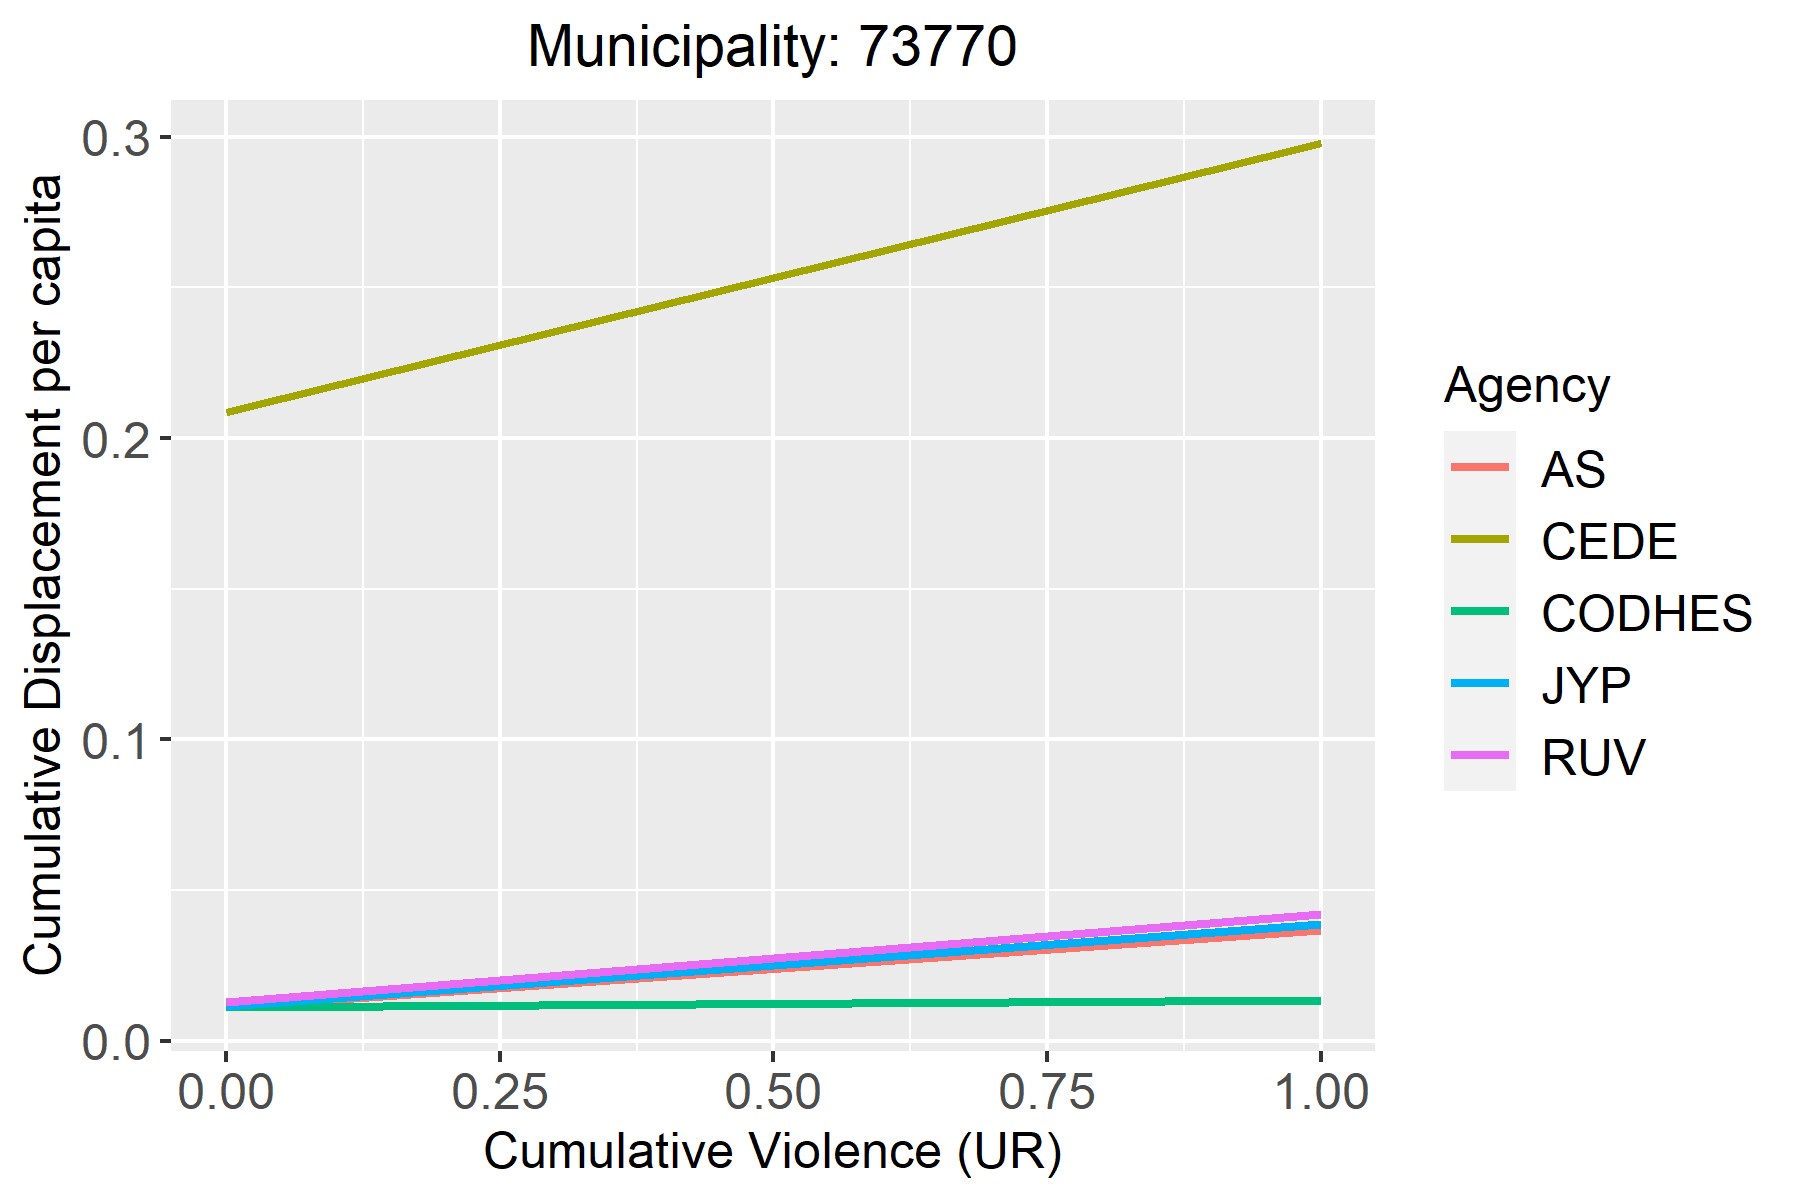 Municipality: 73770
Cumulative Displacement per capita
0.3
0.2
0.1
0.0
0.00 0.25 0.50 0.75 1.00
Cumulative Violence (UR)
Agency
AS
CEDE
CODHES
JYP
RUV